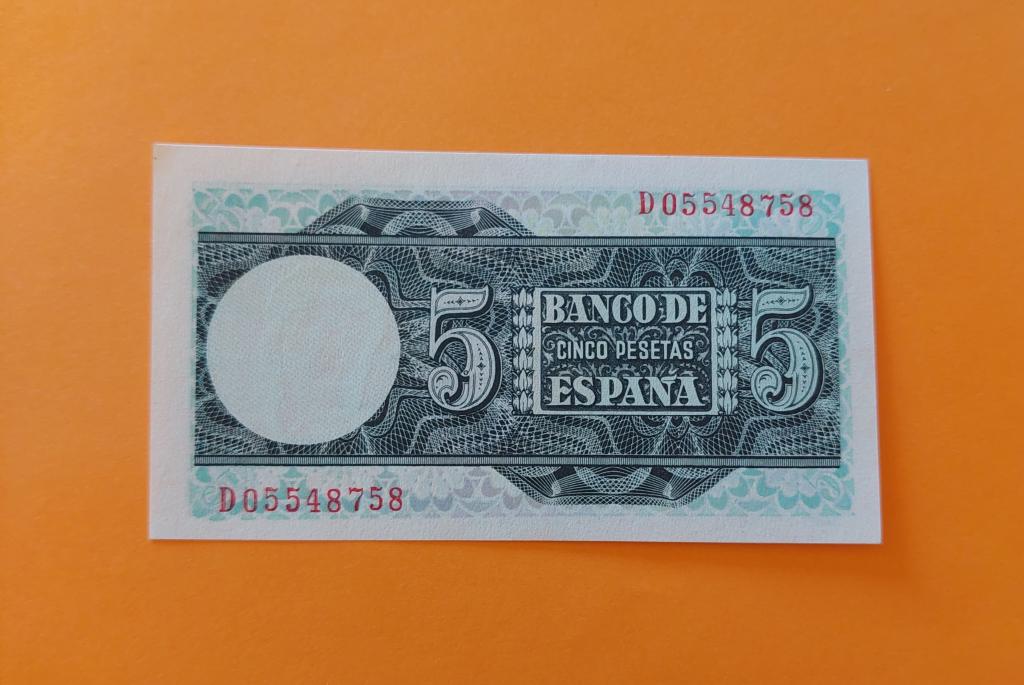 D05548758
5 BANCO DE 5
CINCO PESETAS
ESPAÑA
D05548758